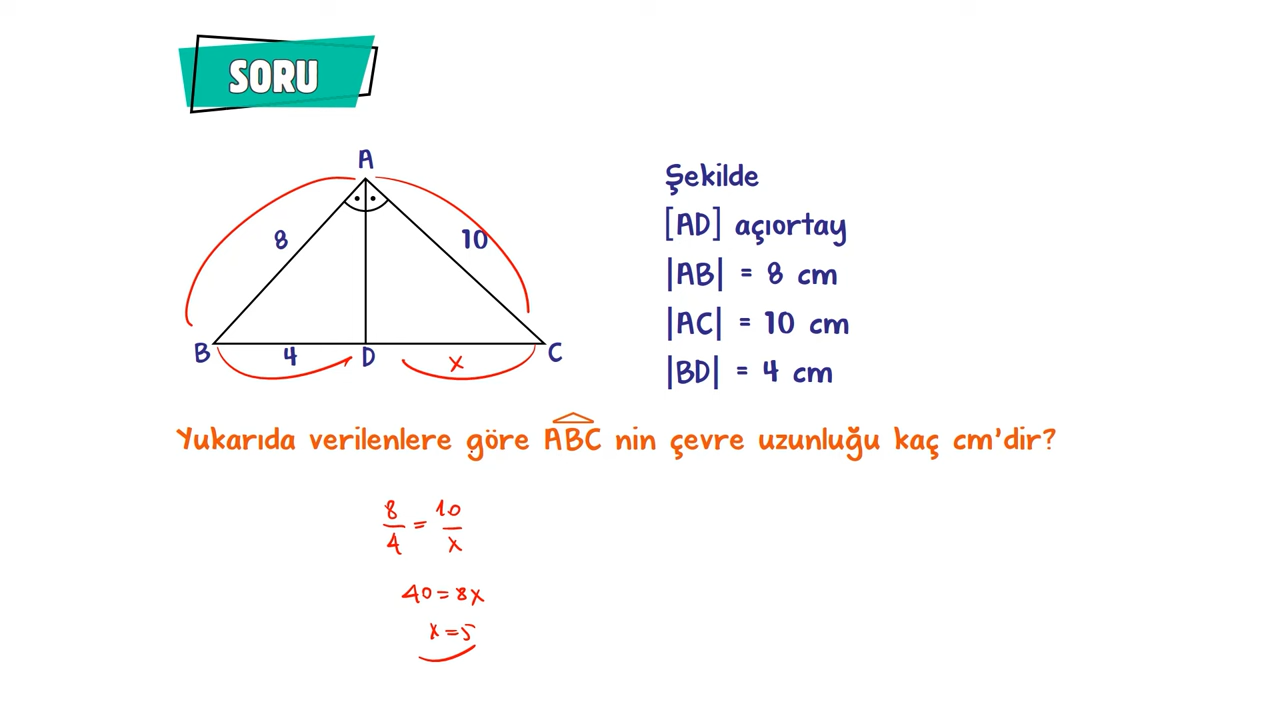 SORU
A
8
10
B
4
D
x
C
Şekilde
[AD] açıortay
|AB| = 8 cm
|AC| = 10 cm
|BD| = 4 cm
Yukarıda verilenlere göre ABC nin çevre uzunluğu kaç cm'dir?
8/4 = 10/x
40=8x
x=5